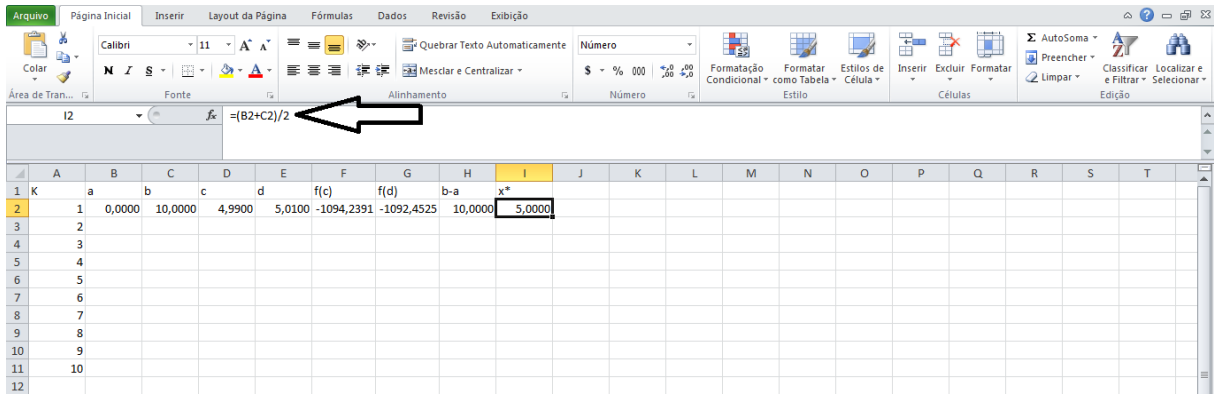 Arquivo Página Inicial Inserir Layout da Página Fórmulas Dados Revisão Exibição
Colar
Área de Tran...
Calibri 11
N I S
Fonte
Quebrar Texto Automaticamente
Mesclar e Centralizar
Alinhamento
Número
$ % 000 ,00 ,0
Número
Formatação Condicional
Formatar como Tabela
Estilos de Célula
Estilo
Inserir Excluir Formatar
Células
Σ AutoSoma
Preencher
Limpar
Classificar e Filtrar
Localizar e Selecionar
Edição
I2 fx =(B2+C2)/2
A B C D E F G H I J K L M N O P Q R S T
1 K a b c d f(c) f(d) b-a x*
2 1 0,0000 10,0000 4,9900 5,0100 -1094,2391 -1092,4525 10,0000 5,0000
3 2
4 3
5 4
6 5
7 6
8 7
9 8
10 9
11 10
12